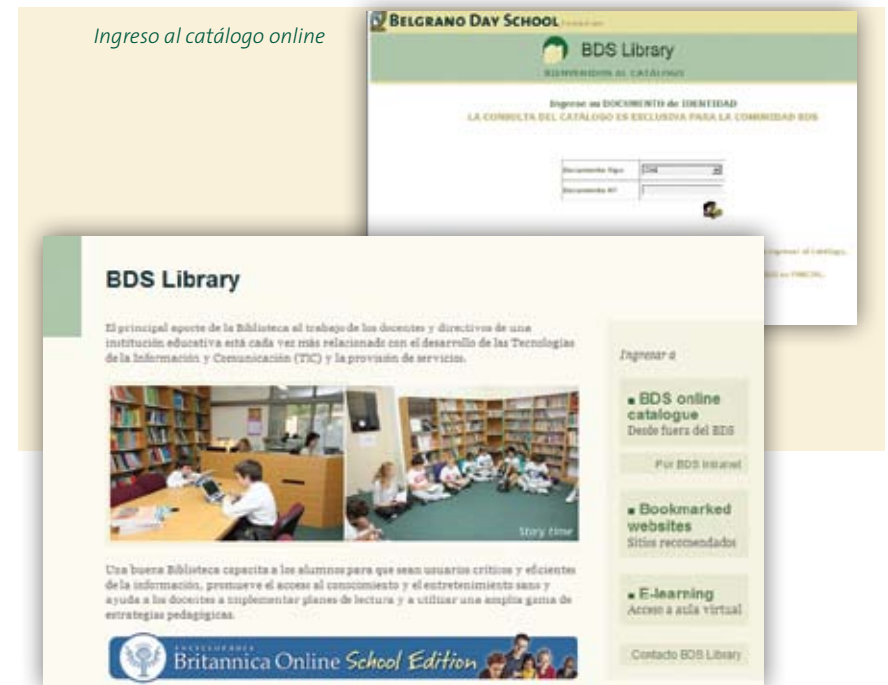 Ingreso al catálogo online
BELGRANO DAY SCHOOL
BDS Library
BIENVENIDOS AL CATÁLOGO
Ingrese su DOCUMENTO de IDENTIDAD
LA CONSULTA DEL CATÁLOGO ES EXCLUSIVA PARA LA COMUNIDAD BDS
Documento Tipo DNI
Documento Nº
BDS Library
El principal aporte de la Biblioteca al trabajo de los docentes y directivos de una
institución educativa está cada vez más relacionado con el desarrollo de las Tecnologías
de la Información y Comunicación (TIC) y la provisión de servicios.
Story time
Una buena Biblioteca capacita a los alumnos para que sean usuarios críticos y eficientes
de la información, promueve el acceso al conocimiento y el entretenimiento sano y
ayuda a los docentes a implementar planes de lectura y a utilizar una amplia gama de
estrategias pedagógicas.
ENCYCLOPÆDIA
Britannica Online School Edition
Ingresar a
BDS online
catalogue
Desde fuera del BDS
Por BDS Intranet
Bookmarked
websites
Sitios recomendados
E-learning
Acceso a aula virtual
Contacto BDS Library